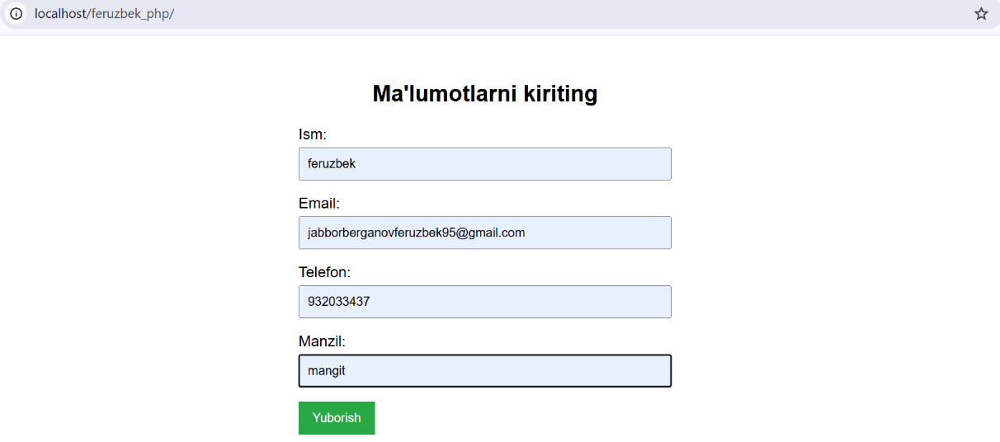 localhost/feruzbek_php/
Ma'lumotlarni kiriting
Ism:
feruzbek
Email:
jabborberganovferuzbek95@gmail.com
Telefon:
932033437
Manzil:
mangit
Yuborish